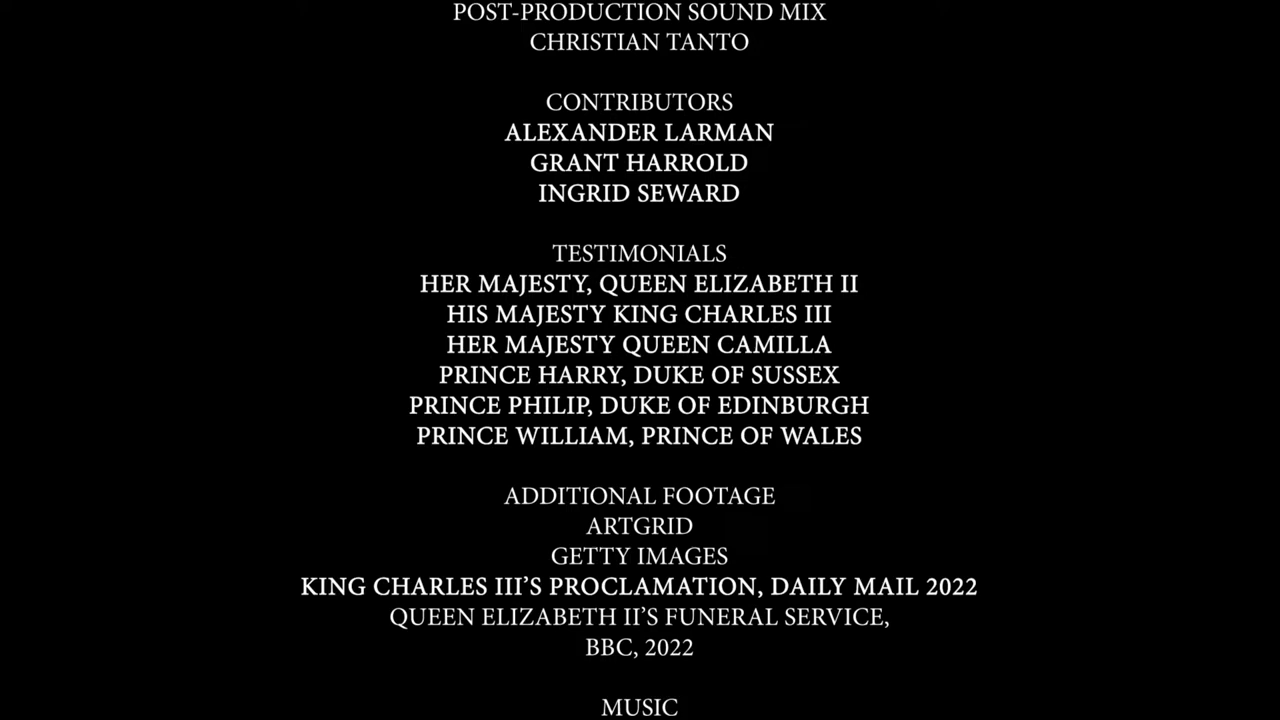 POST-PRODUCTION SOUND MIX
CHRISTIAN TANTO
CONTRIBUTORS
ALEXANDER LARMAN
GRANT HARROLD
INGRID SEWARD
TESTIMONIALS
HER MAJESTY, QUEEN ELIZABETH II
HIS MAJESTY KING CHARLES III
HER MAJESTY QUEEN CAMILLA
PRINCE HARRY, DUKE OF SUSSEX
PRINCE PHILIP, DUKE OF EDINBURGH
PRINCE WILLIAM, PRINCE OF WALES
ADDITIONAL FOOTAGE
ARTGRID
GETTY IMAGES
KING CHARLES III’S PROCLAMATION, DAILY MAIL 2022
QUEEN ELIZABETH II’S FUNERAL SERVICE,
BBC, 2022
MUSIC